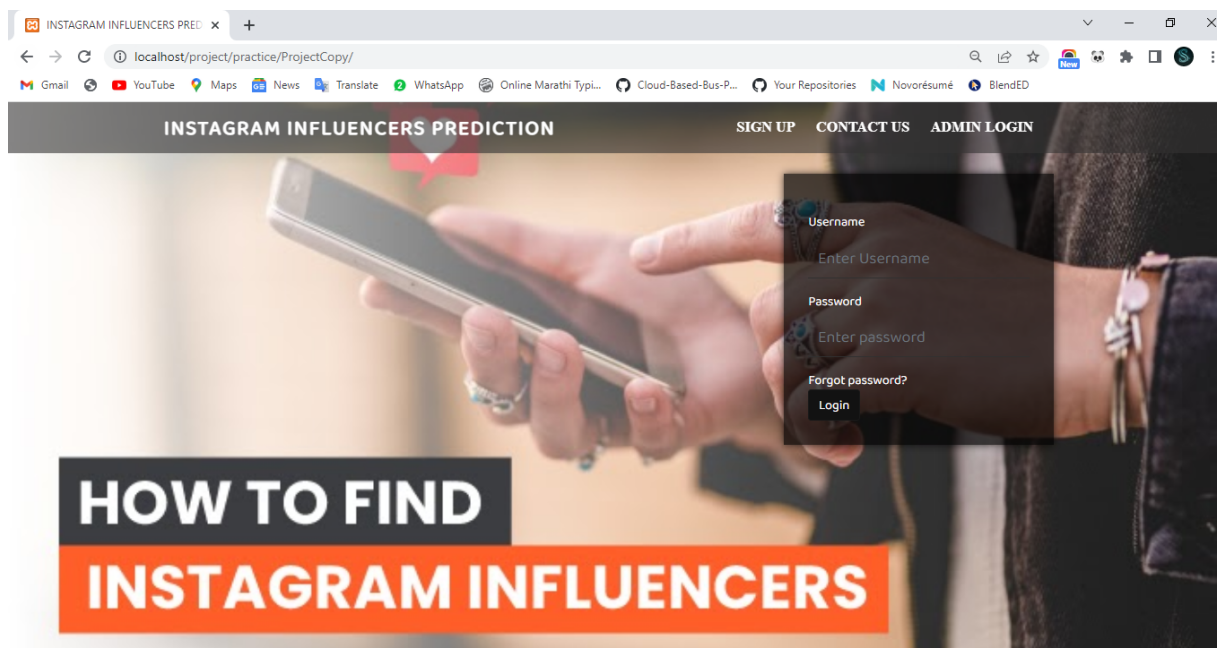 INSTAGRAM INFLUENCERS PRED
localhost/project/practice/ProjectCopy/
New
S
Gmail YouTube Maps News Translate WhatsApp Online Marathi Typi... Cloud-Based-Bus-P... Your Repositories Novorésumé BlendED
INSTAGRAM INFLUENCERS PREDICTION SIGN UP CONTACT US ADMIN LOGIN
Username
Enter Username
Password
Enter password
Forgot password?
Login
HOW TO FIND
INSTAGRAM INFLUENCERS